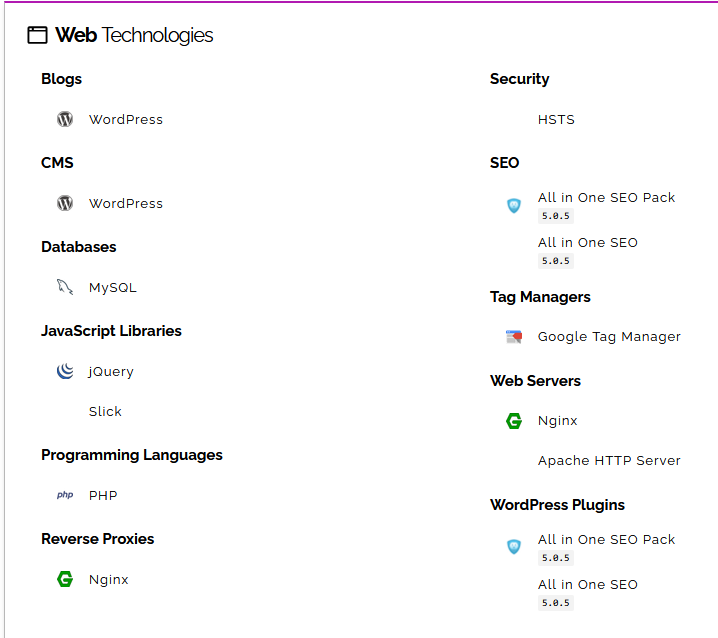 Web Technologies
Blogs
WordPress
CMS
WordPress
Databases
MySQL
JavaScript Libraries
jQuery
Slick
Programming Languages
php PHP
Reverse Proxies
Nginx
Security
HSTS
SEO
All in One SEO Pack
5.0.5
All in One SEO
5.0.5
Tag Managers
Google Tag Manager
Web Servers
Nginx
Apache HTTP Server
WordPress Plugins
All in One SEO Pack
5.0.5
All in One SEO
5.0.5